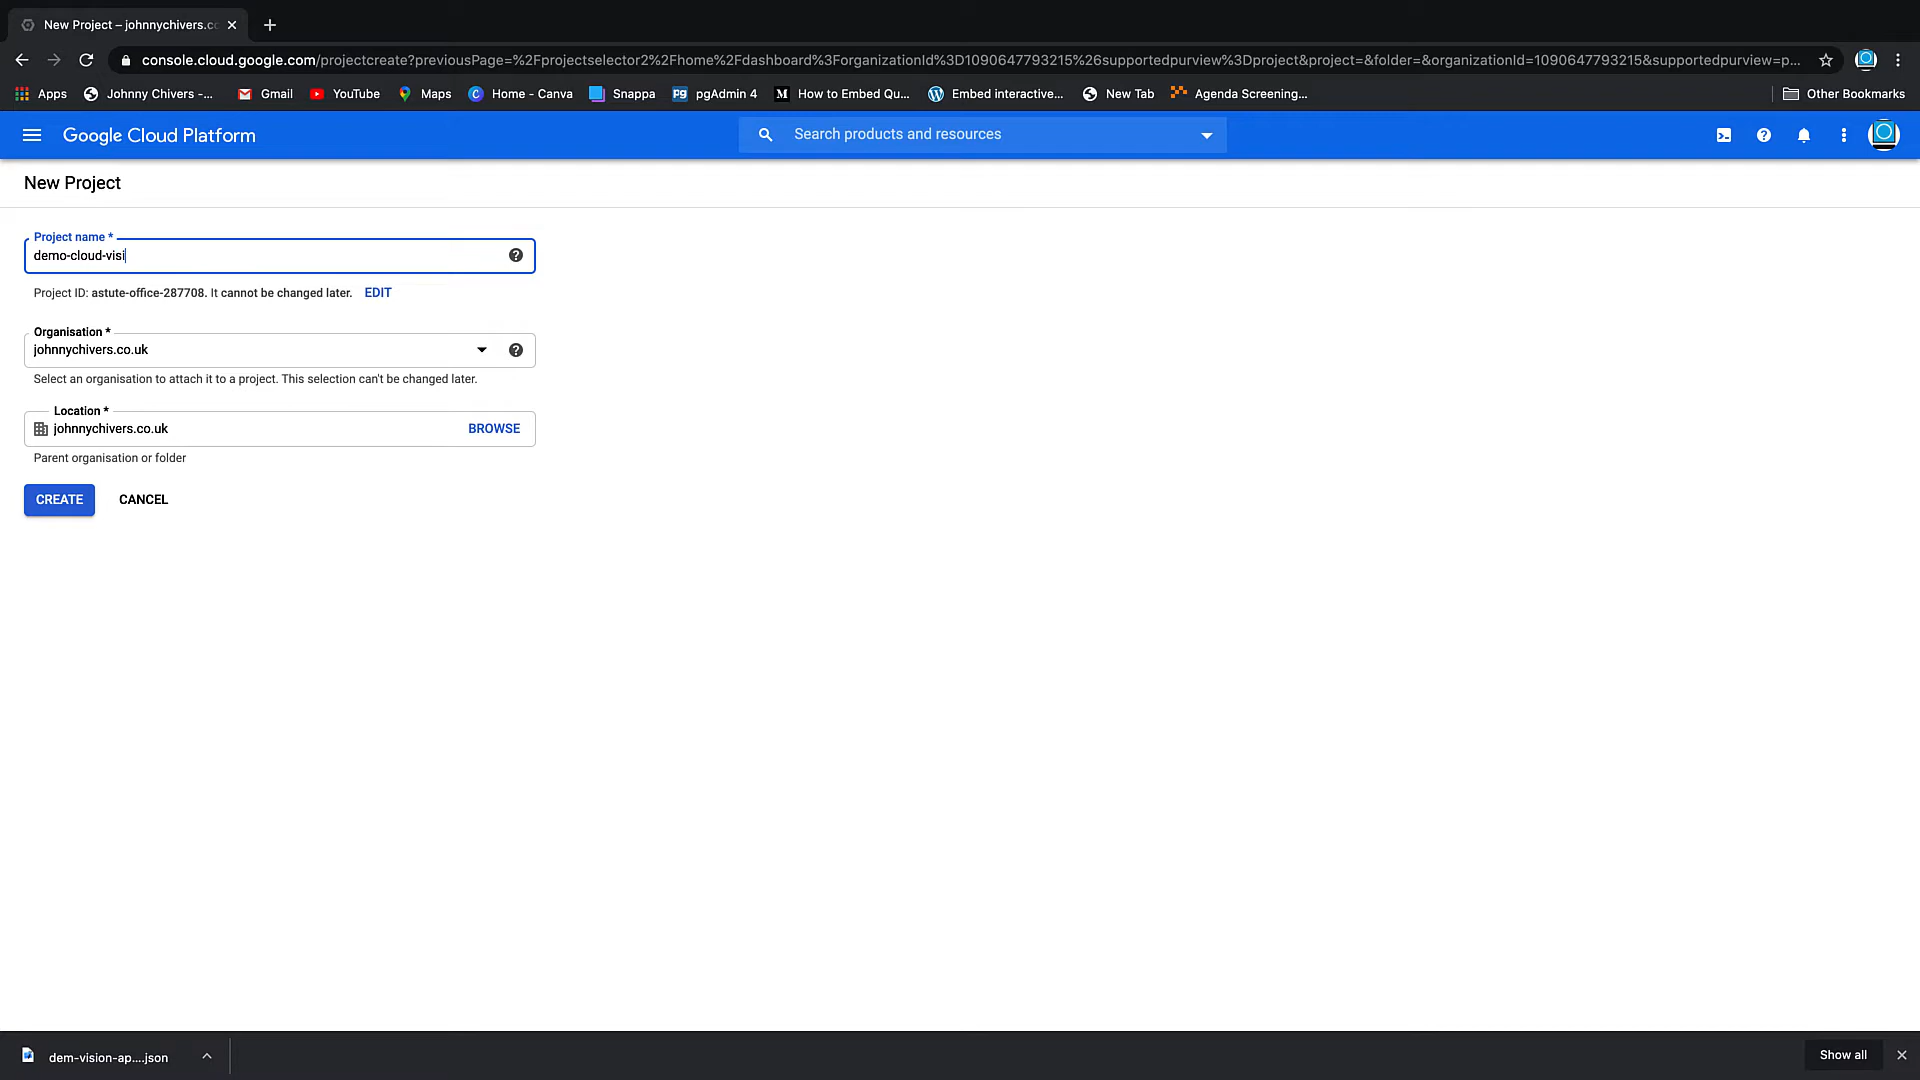 New Project – johnnychivers.cc
console.cloud.google.com/projectcreate?previousPage=%2Fprojectselector2%2Fhome%2Fdashboard%3ForganizationId%3D1090647793215%26supportedpurview%3Dproject&project=&folder=&organizationId=1090647793215&supportedpurview=p...
Apps Johnny Chivers -... Gmail YouTube Maps Home - Canva Snappa pgAdmin 4 How to Embed Qu... Embed interactive... New Tab Agenda Screening... Other Bookmarks
Google Cloud Platform Search products and resources
New Project
Project name *
demo-cloud-visi
Project ID: astute-office-287708. It cannot be changed later. EDIT
Organisation *
johnnychivers.co.uk
Select an organisation to attach it to a project. This selection can't be changed later.
Location *
johnnychivers.co.uk BROWSE
Parent organisation or folder
CREATE CANCEL
dem-vision-ap....json Show all